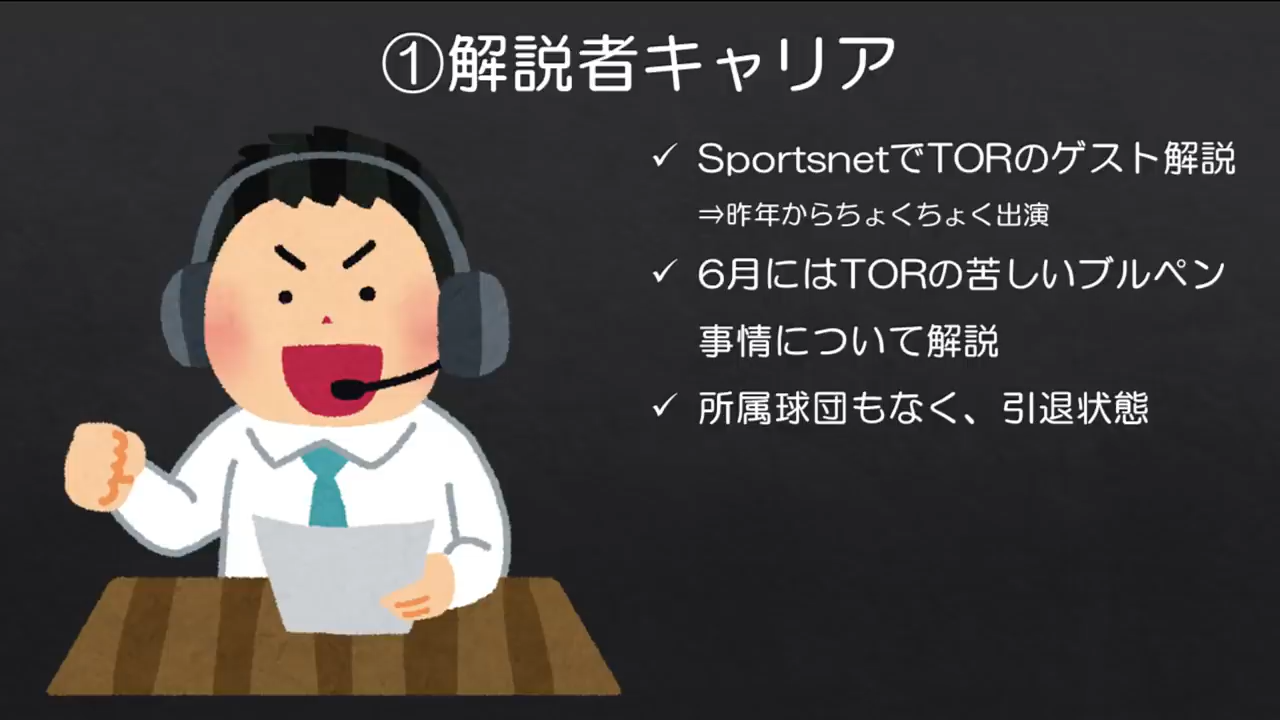 ①解説者キャリア
✓ SportsnetでTORのゲスト解説
⇒昨年からちょくちょく出演
✓ 6月にはTORの苦しいブルペン
事情について解説
✓ 所属球団もなく、引退状態